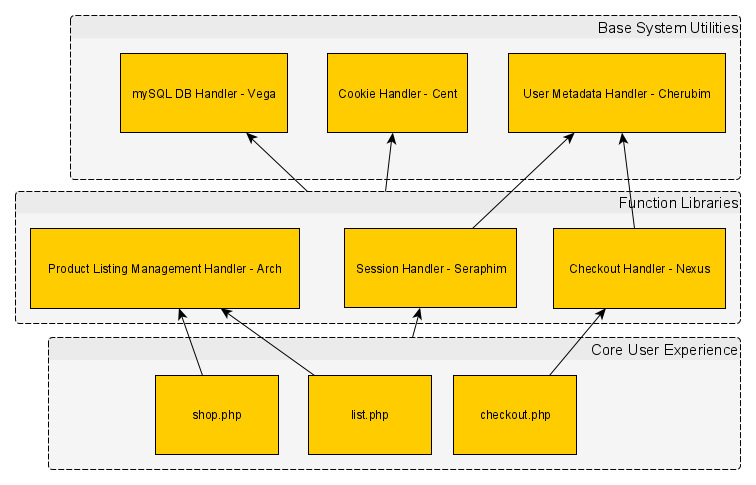 Base System Utilities
mySQL DB Handler - Vega
Cookie Handler - Cent
User Metadata Handler - Cherubim
Function Libraries
Product Listing Management Handler - Arch
Session Handler - Seraphim
Checkout Handler - Nexus
Core User Experience
shop.php
list.php
checkout.php